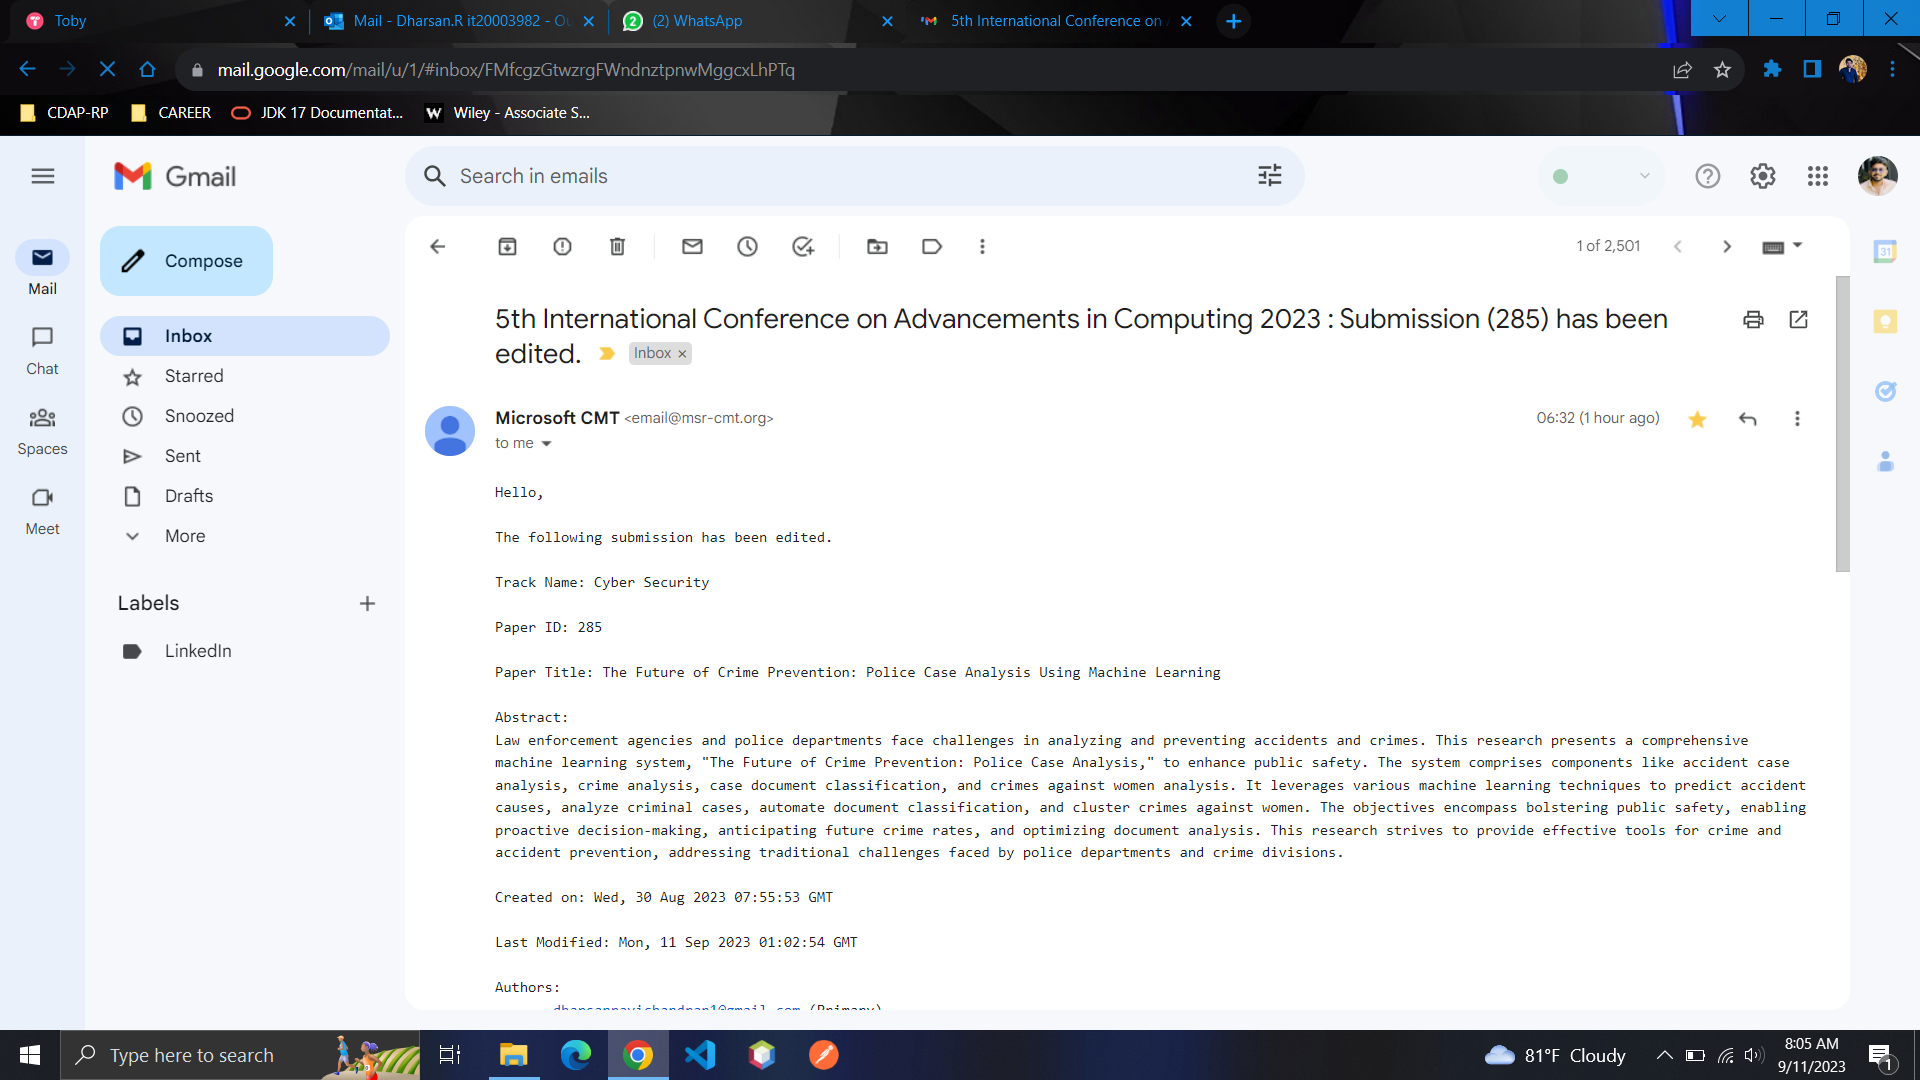 Toby
Mail - Dharsan.R it20003982 - Ou
(2) WhatsApp
5th International Conference on A
mail.google.com/mail/u/1/#inbox/FMfcgzGtwzrgFWndnztpnwMggcxLhPTq
CDAP-RP
CAREER
JDK 17 Documentat...
W
Wiley - Associate S...
Gmail
Search in emails
Compose
1 of 2,501
Mail
Chat
Spaces
Meet
Inbox
Starred
Snoozed
Sent
Drafts
More
Labels
LinkedIn
5th International Conference on Advancements in Computing 2023 : Submission (285) has been
edited. Inbox
Microsoft CMT <email@msr-cmt.org>
06:32 (1 hour ago)
to me
Hello,
The following submission has been edited.
Track Name: Cyber Security
Paper ID: 285
Paper Title: The Future of Crime Prevention: Police Case Analysis Using Machine Learning
Abstract:
Law enforcement agencies and police departments face challenges in analyzing and preventing accidents and crimes. This research presents a comprehensive
machine learning system, "The Future of Crime Prevention: Police Case Analysis," to enhance public safety. The system comprises components like accident case
analysis, crime analysis, case document classification, and crimes against women analysis. It leverages various machine learning techniques to predict accident
causes, analyze criminal cases, automate document classification, and cluster crimes against women. The objectives encompass bolstering public safety, enabling
proactive decision-making, anticipating future crime rates, and optimizing document analysis. This research strives to provide effective tools for crime and
accident prevention, addressing traditional challenges faced by police departments and crime divisions.
Created on: Wed, 30 Aug 2023 07:55:53 GMT
Last Modified: Mon, 11 Sep 2023 01:02:54 GMT
Authors:
dharsanravichandran1@gmail.com (Primary)
31
Type here to search
81°F Cloudy
8:05 AM
9/11/2023
1